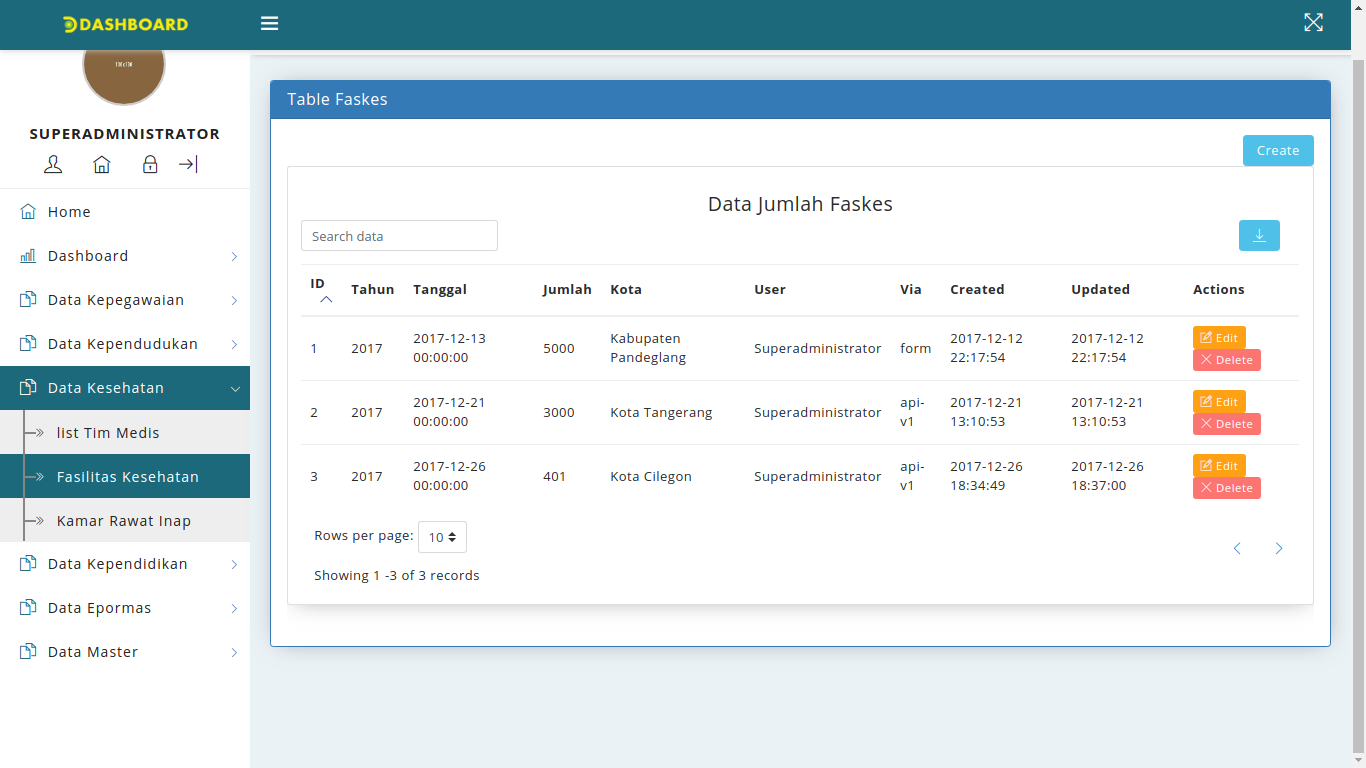 DASHBOARD
SUPERADMINISTRATOR
Home
Dashboard
Data Kepegawaian
Data Kependudukan
Data Kesehatan
list Tim Medis
Fasilitas Kesehatan
Kamar Rawat Inap
Data Kependidikan
Data Epormas
Data Master
Table Faskes
Create
Data Jumlah Faskes
Search data
ID Tahun Tanggal Jumlah Kota User Via Created Updated Actions
1 2017 2017-12-13 00:00:00 5000 Kabupaten Pandeglang Superadministrator form 2017-12-12 22:17:54 2017-12-12 22:17:54 Edit Delete
2 2017 2017-12-21 00:00:00 3000 Kota Tangerang Superadministrator api-v1 2017-12-21 13:10:53 2017-12-21 13:10:53 Edit Delete
3 2017 2017-12-26 00:00:00 401 Kota Cilegon Superadministrator api-v1 2017-12-26 18:34:49 2017-12-26 18:37:00 Edit Delete
Rows per page: 10
Showing 1 -3 of 3 records